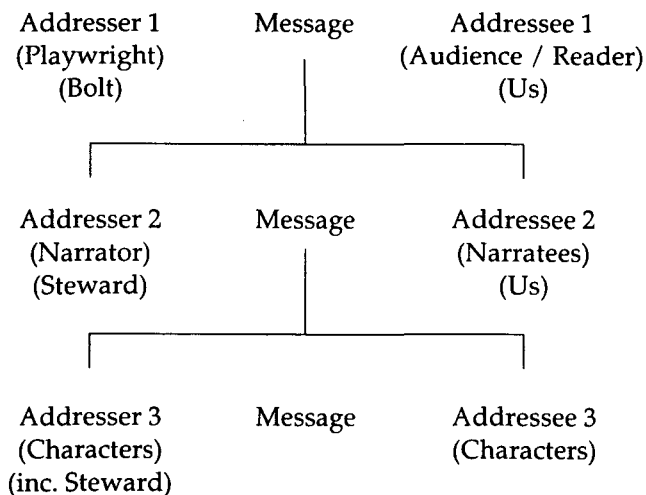 Addresser 1 Message Addressee 1
(Playwright) (Audience / Reader)
(Bolt) (Us)
Addresser 2 Message Addressee 2
(Narrator) (Narratees)
(Steward) (Us)
Addresser 3 Message Addressee 3
(Characters) (Characters)
(inc. Steward)